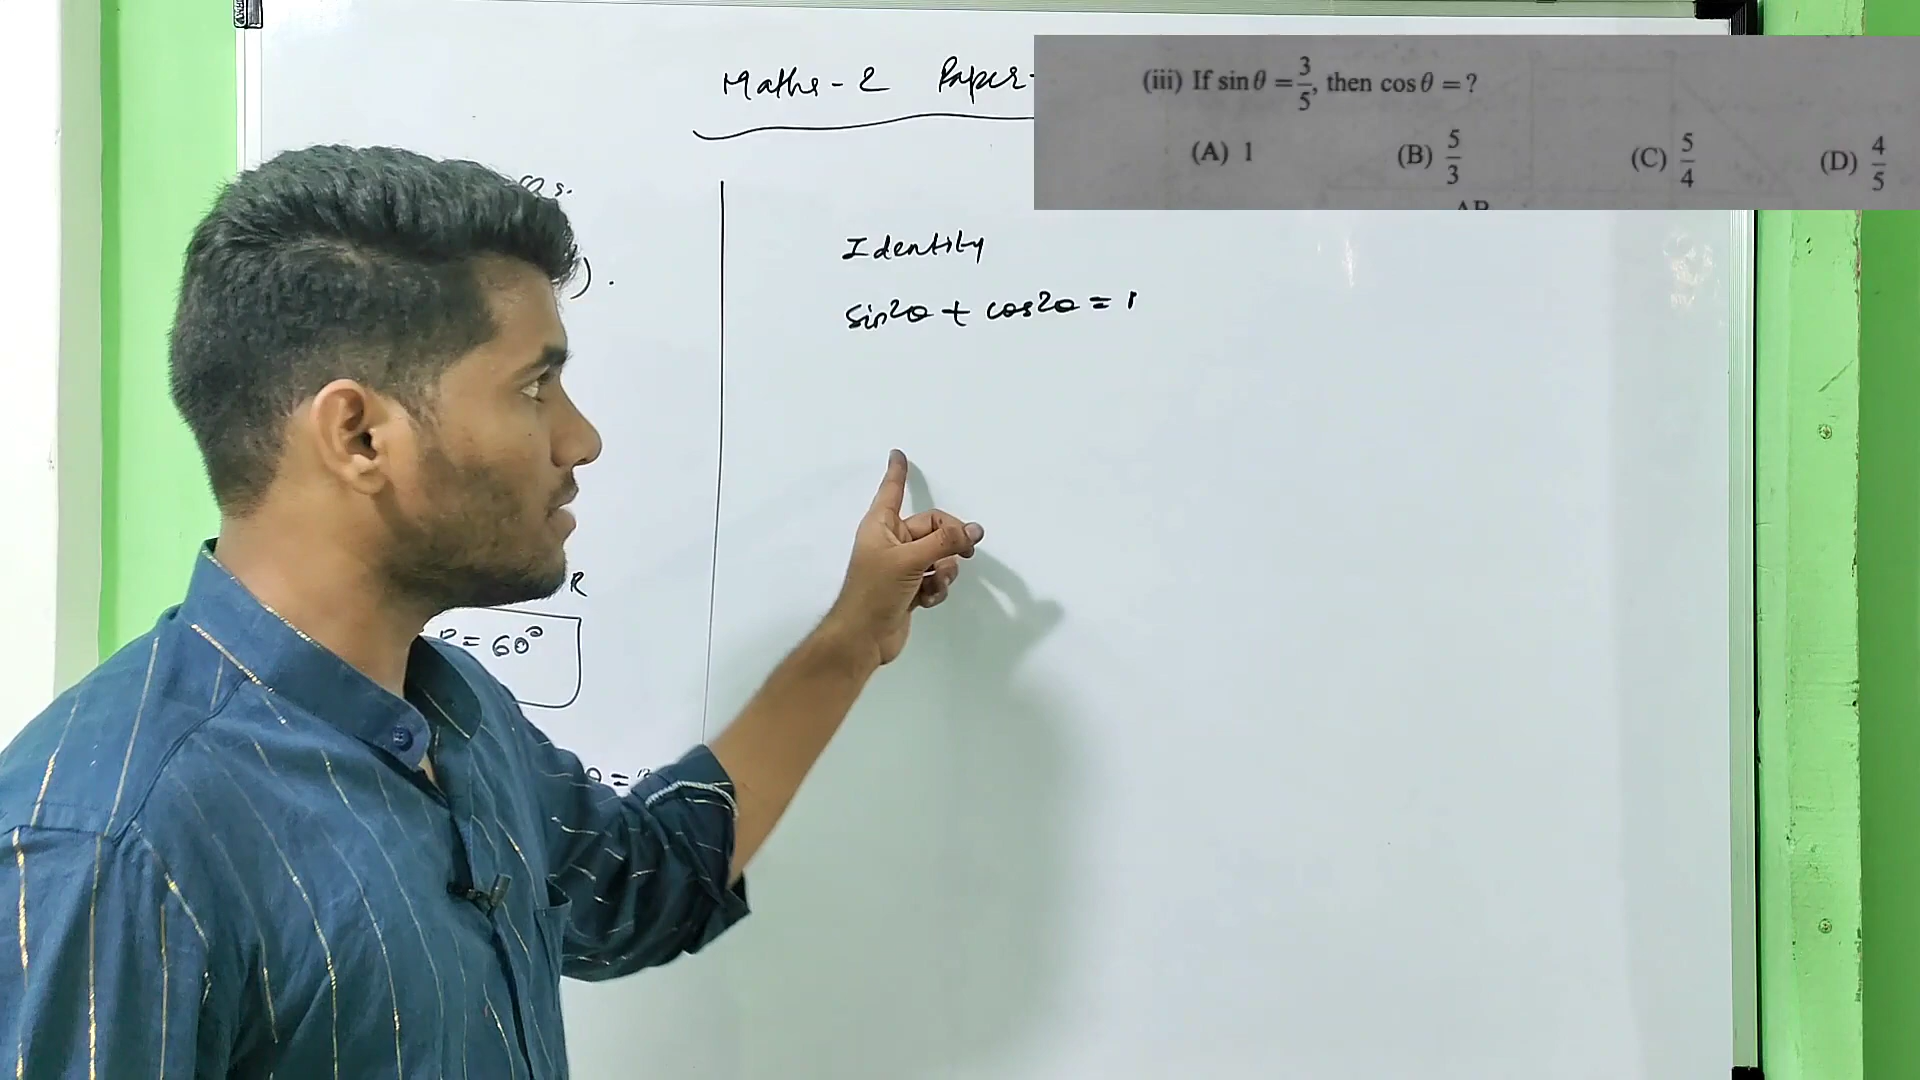 Maths-2 Paper-
(iii) If sin θ = 3/5, then cos θ = ?
(A) 1 (B) 5/3 (C) 5/4 (D) 4/5
Identity
sin²θ + cos²θ = 1
).
R
= 60°
θ =